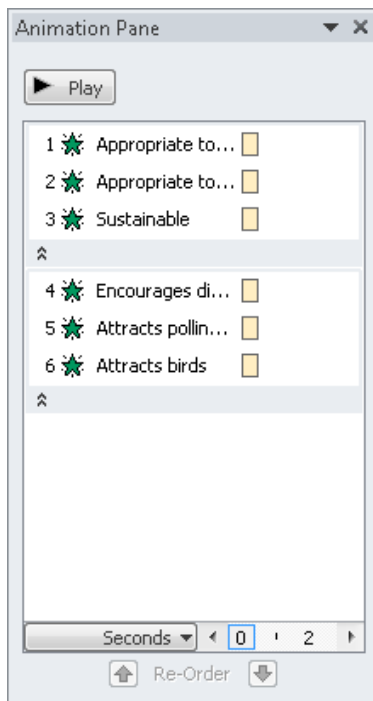 Animation Pane
Play
1 Appropriate to...
2 Appropriate to...
3 Sustainable
4 Encourages di...
5 Attracts pollin...
6 Attracts birds
Seconds 0 2
Re-Order